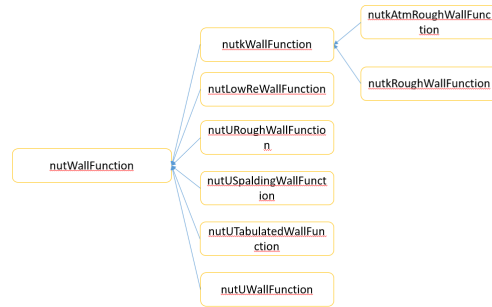 nutkAtmRoughWallFunc
tion
nutkWallFunction
nutkRoughWallFunction
nutLowReWallFunction
nutURoughWallFunctio
n
nutWallFunction
nutUSpaldingWallFunct
ion
nutUTabulatedWallFun
ction
nutUWallFunction